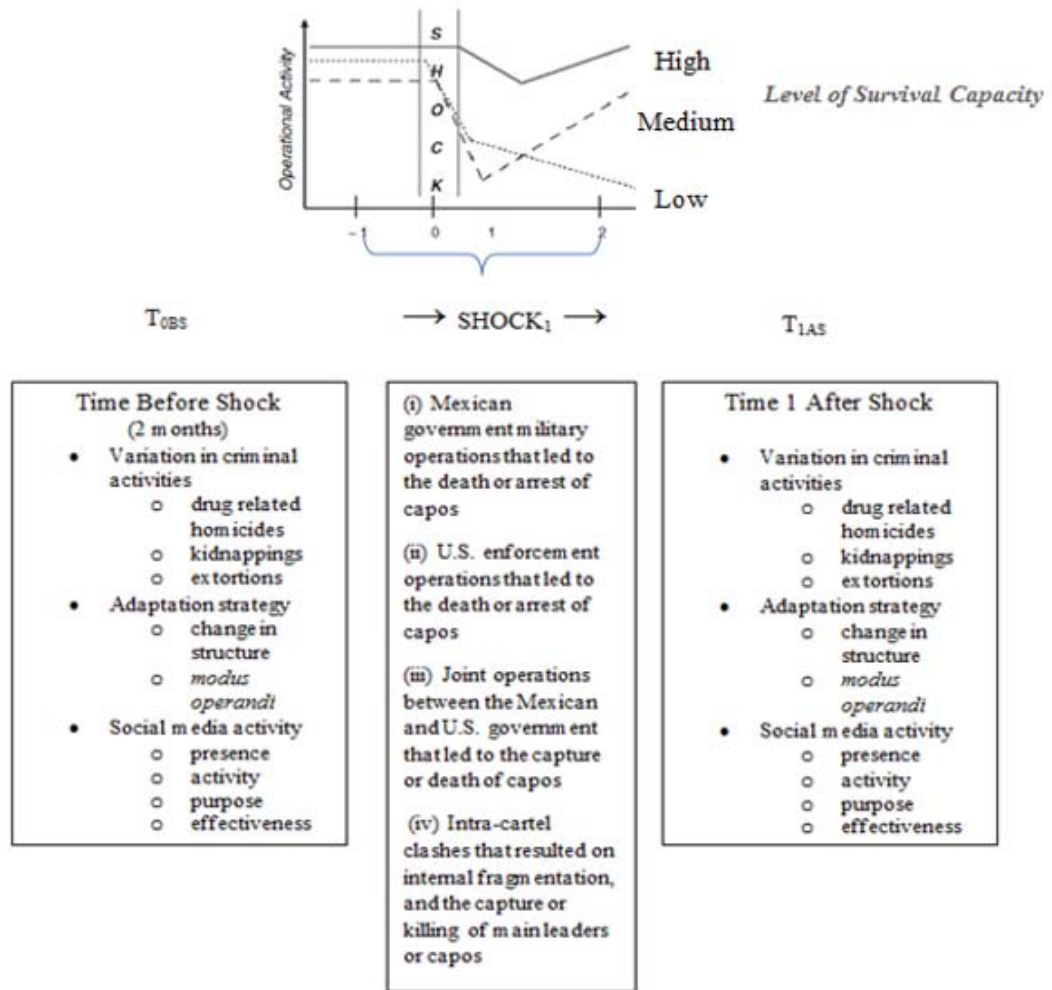 Operational Activity
S
H
O
C
K
High
Medium
Low
Level of Survival Capacity
-1
0
1
2
T0BS
→ SHOCK1 →
T1AS
Time Before Shock
(2 months)
• Variation in criminal
activities
o drug related
homicides
o kidnappings
o extortions
• Adaptation strategy
o change in
structure
o modus
operandi
• Social media activity
o presence
o activity
o purpose
o effectiveness
(i) Mexican
government military
operations that led to
the death or arrest of
capos
(ii) U.S. enforcement
operations that led to
the death or arrest of
capos
(iii) Joint operations
between the Mexican
and U.S. government
that led to the capture
or death of capos
(iv) Intra-cartel
clashes that resulted on
internal fragmentation,
and the capture or
killing of main leaders
or capos
Time 1 After Shock
• Variation in criminal
activities
o drug related
homicides
o kidnappings
o extortions
• Adaptation strategy
o change in
structure
o modus
operandi
• Social media activity
o presence
o activity
o purpose
o effectiveness